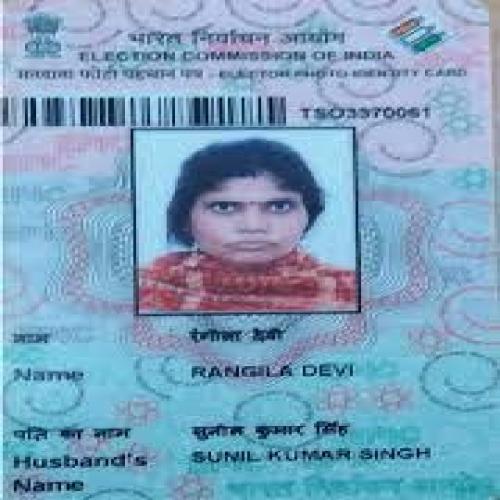 भारत निर्वाचन आयोग
ELECTION COMMISSION OF INDIA
मतदाता फोटो पहचान पत्र - ELECTOR PHOTO IDENTITY CARD
TSO3370061
नाम रंगीला देवी
Name RANGILA DEVI
पति का नाम सुनील कुमार सिंह
Husband's SUNIL KUMAR SINGH
Name